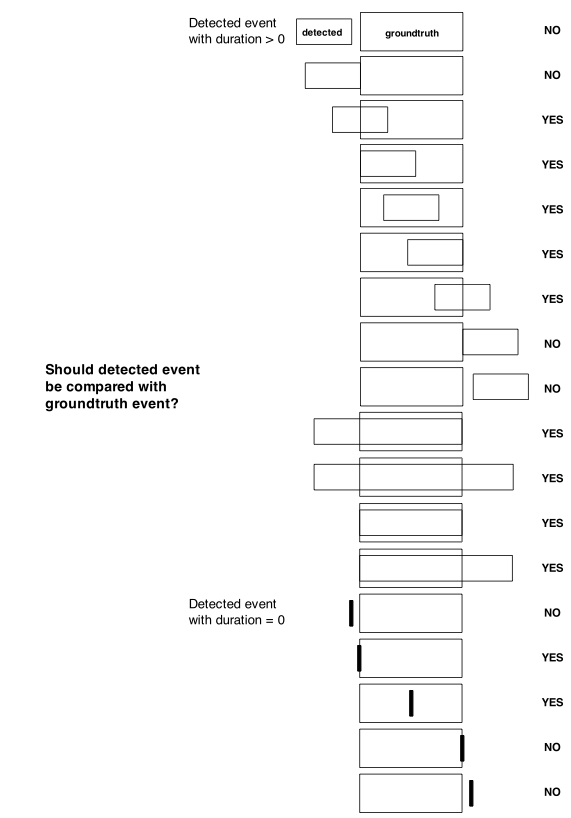 Detected event
with duration > 0
detected
groundtruth
NO
NO
YES
YES
YES
YES
YES
NO
NO
Should detected event
be compared with
groundtruth event?
YES
YES
YES
YES
Detected event
with duration = 0
NO
YES
YES
NO
NO